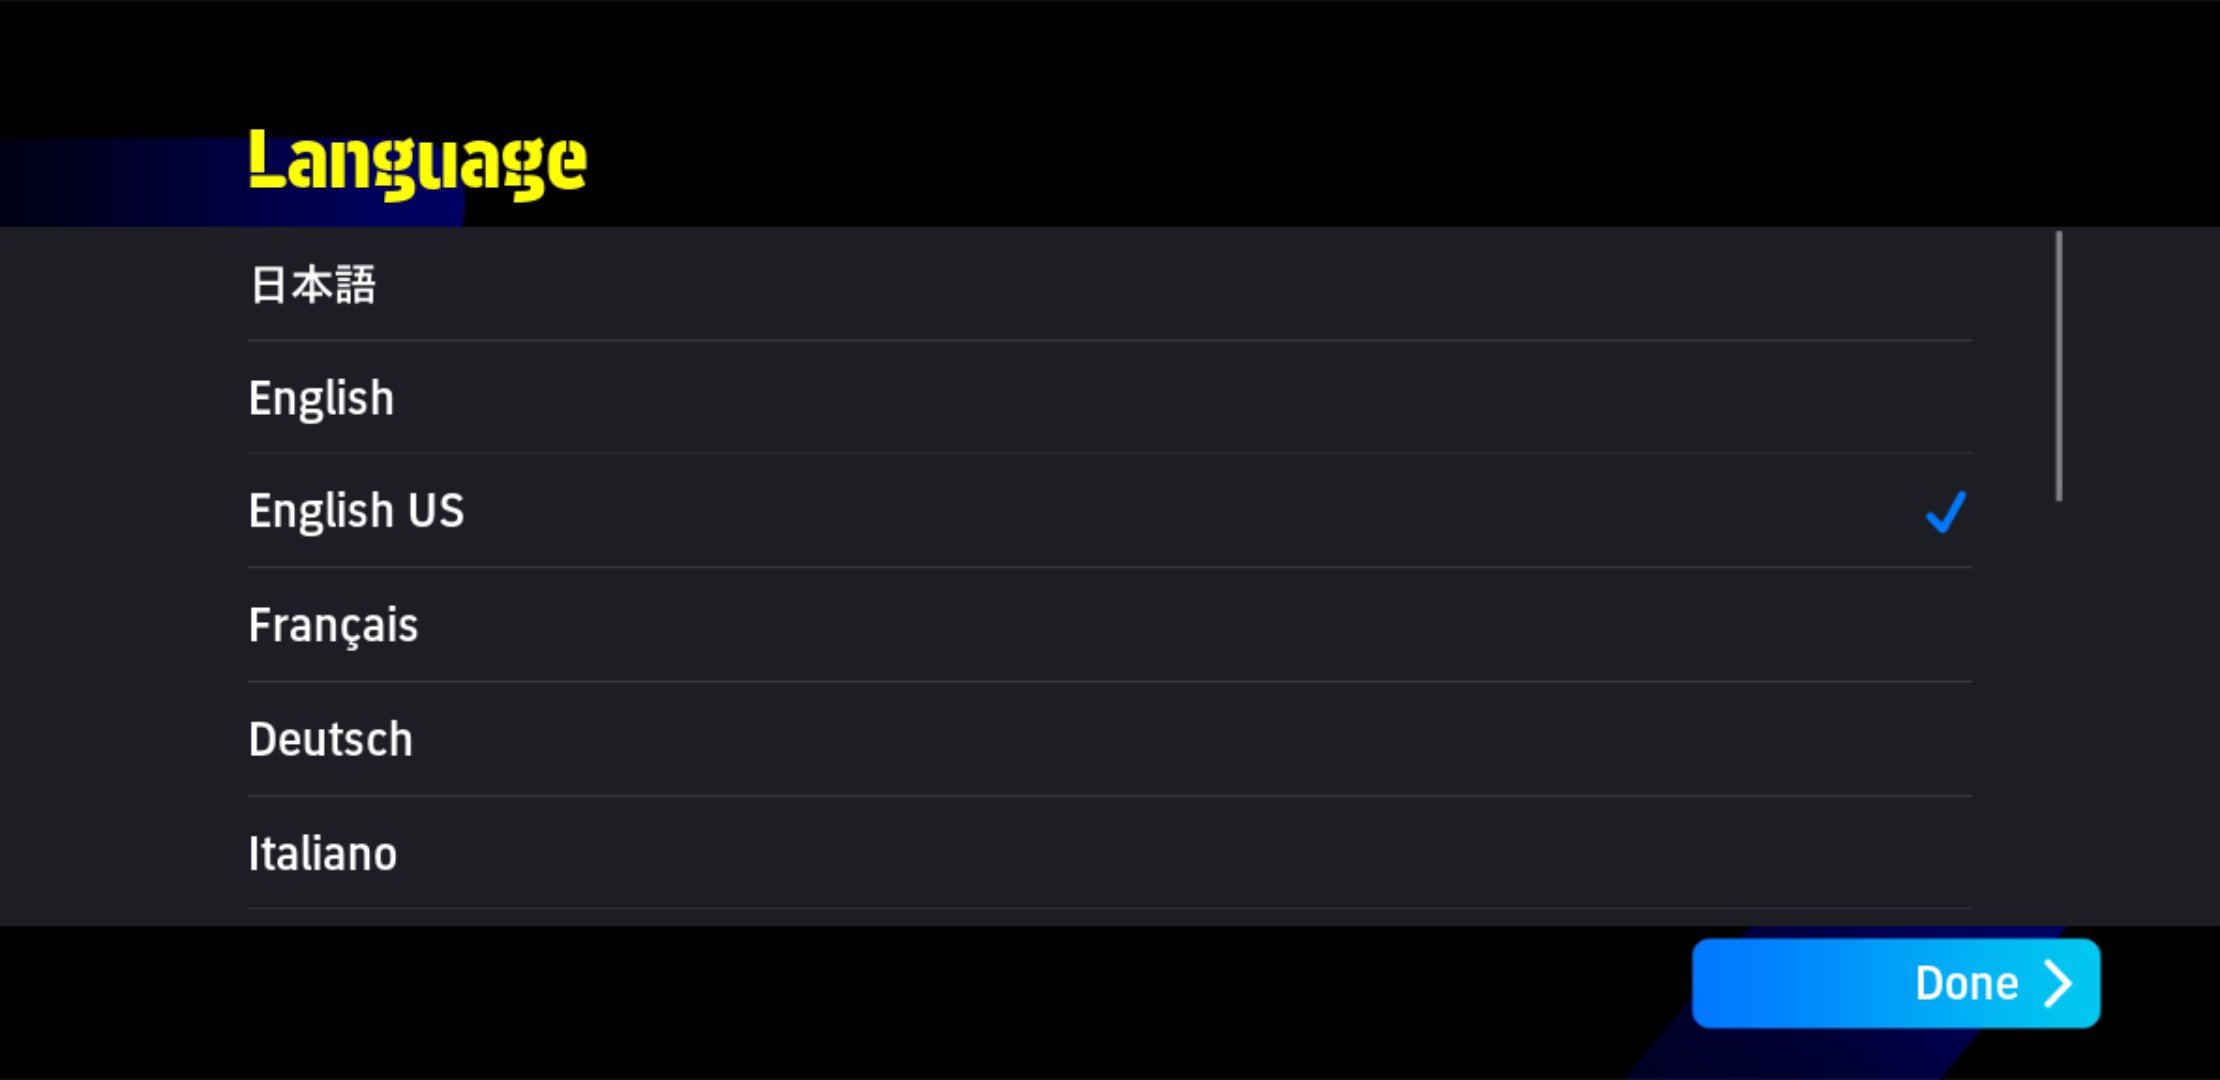 Language
日本語
English
English US
Français
Deutsch
Italiano
Done